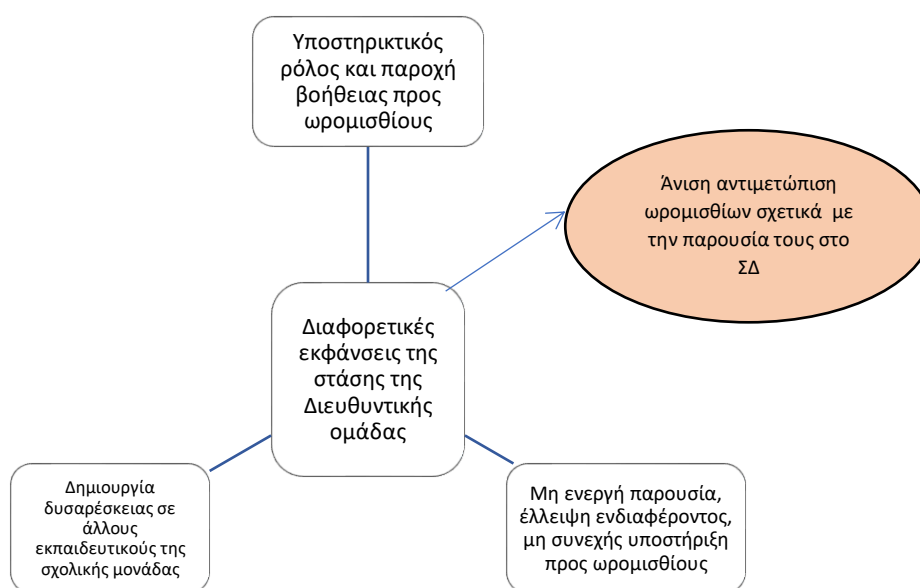 Υποστηρικτικός
ρόλος και παροχή
βοήθειας προς
ωρομισθίους
Άνιση αντιμετώπιση
ωρομισθίων σχετικά με
την παρουσία τους στο
ΣΔ
Διαφορετικές
εκφάνσεις της
στάσης της
Διευθυντικής
ομάδας
Δημιουργία
δυσαρέσκειας σε
άλλους
εκπαιδευτικούς της
σχολικής μονάδας
Μη ενεργή παρουσία,
έλλειψη ενδιαφέροντος,
μη συνεχής υποστήριξη
προς ωρομισθίους